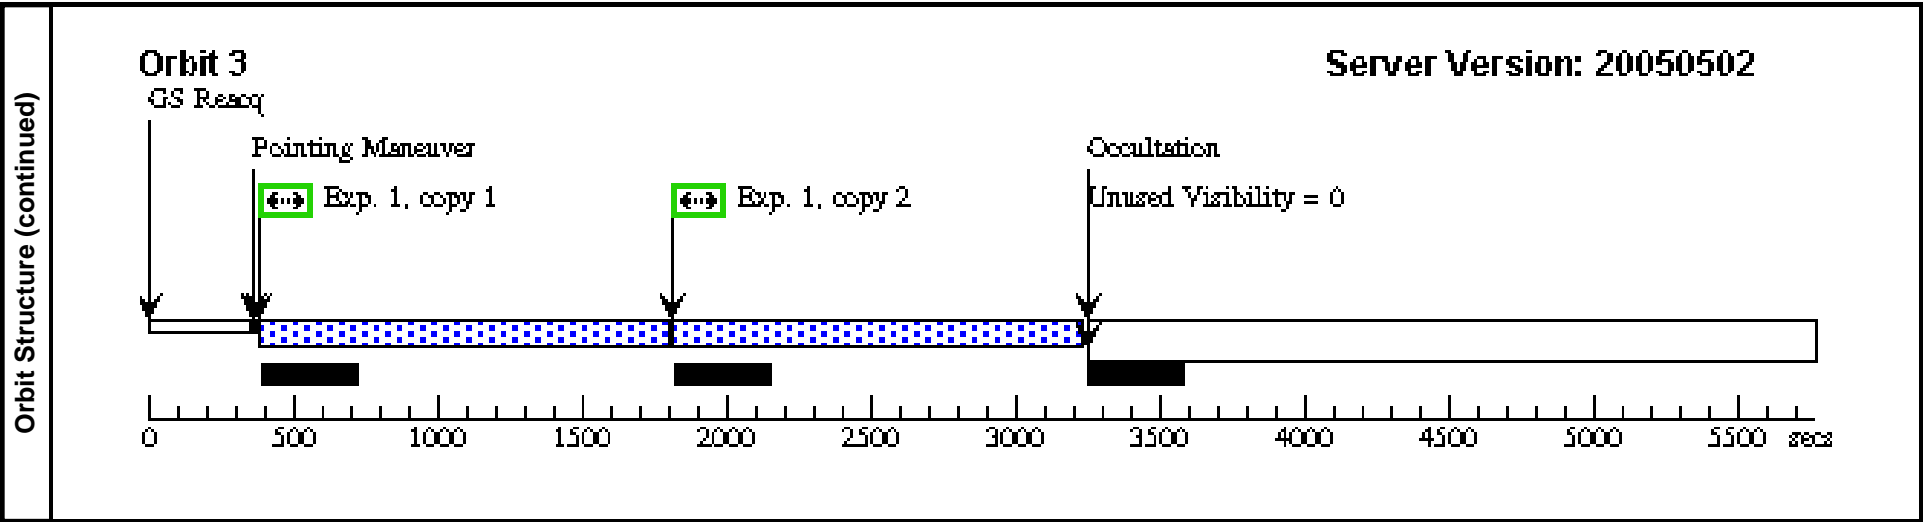 Orbit Structure (continued)
Orbit 3
Server Version: 20050502
GS Reacq
Pointing Maneuver
Occultation
Exp. 1, copy 1
Exp. 1, copy 2
Unused Visibility = 0
0 500 1000 1500 2000 2500 3000 3500 4000 4500 5000 5500 secs